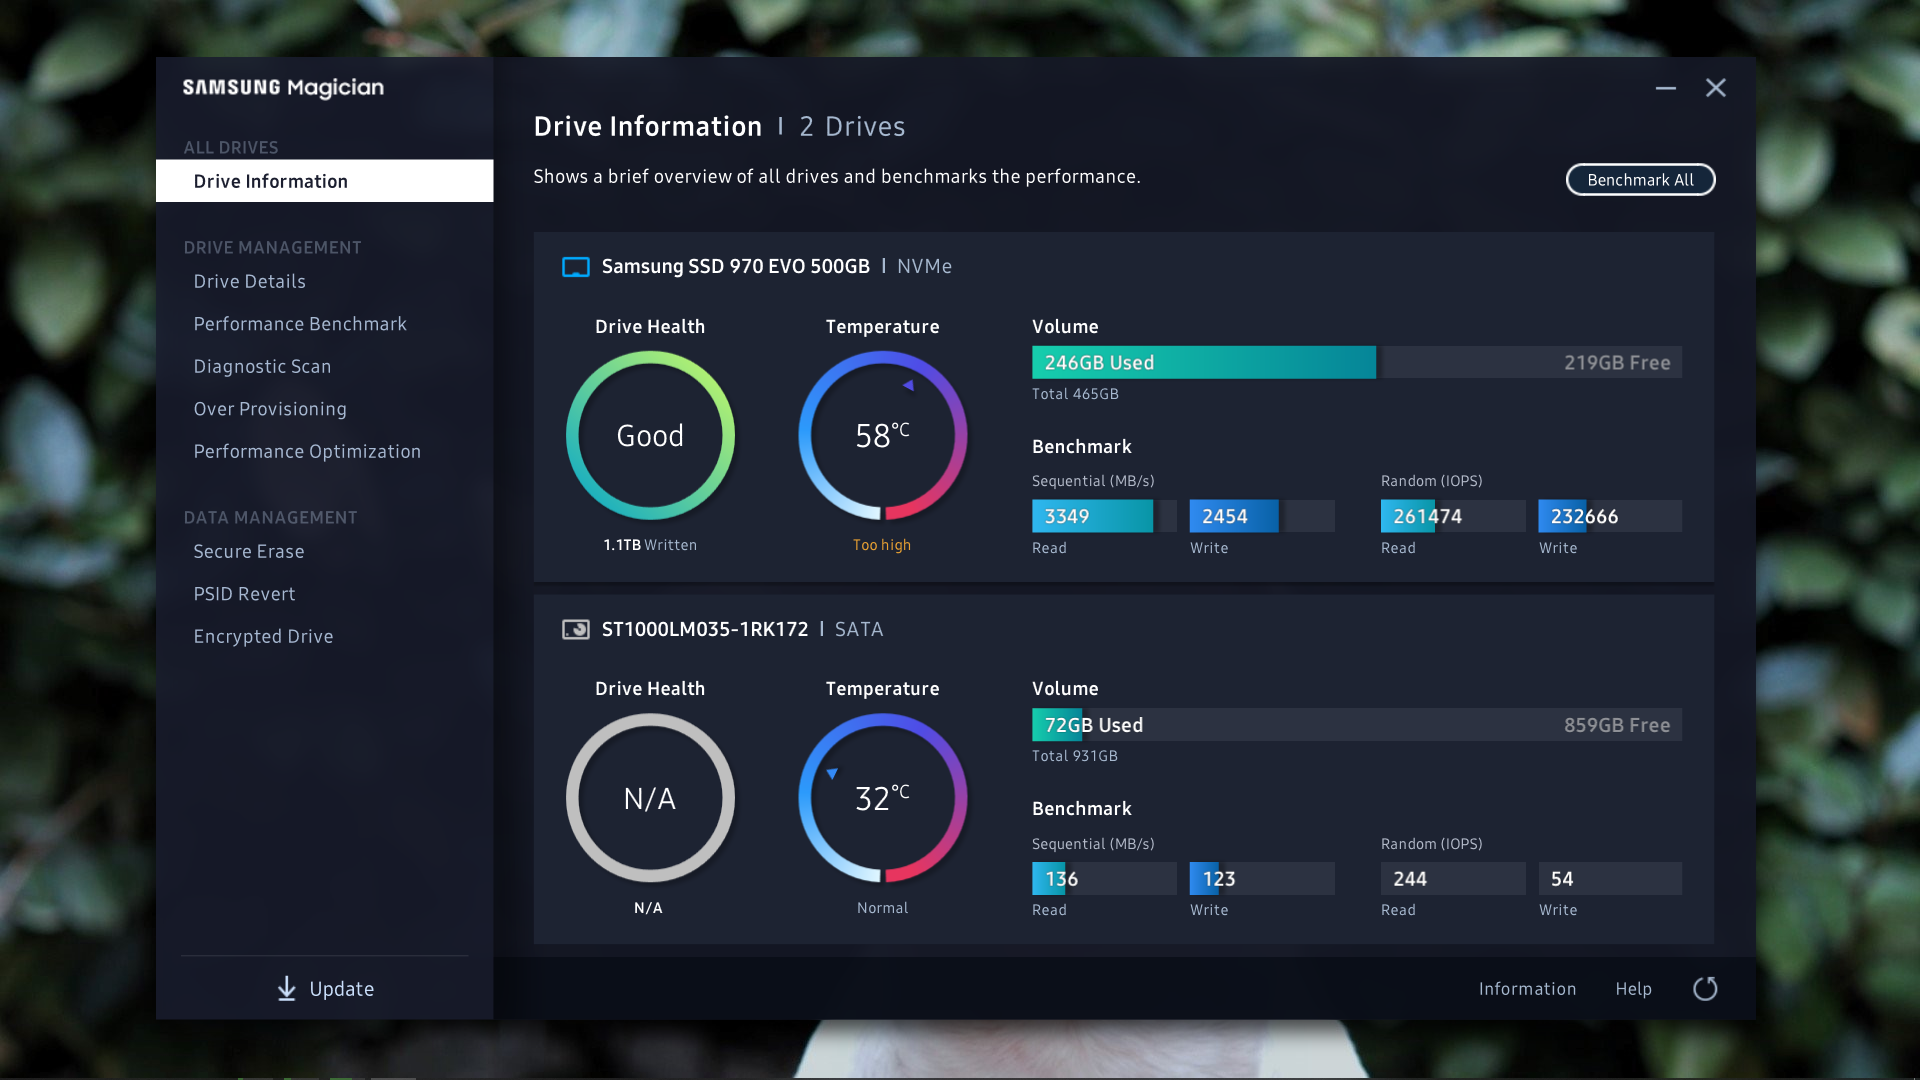 SAMSUNG Magician
ALL DRIVES
Drive Information
DRIVE MANAGEMENT
Drive Details
Performance Benchmark
Diagnostic Scan
Over Provisioning
Performance Optimization
DATA MANAGEMENT
Secure Erase
PSID Revert
Encrypted Drive
Update
Drive Information | 2 Drives
Shows a brief overview of all drives and benchmarks the performance.
Benchmark All
Samsung SSD 970 EVO 500GB | NVMe
Drive Health
Good
1.1TB Written
Temperature
58°C
Too high
Volume
246GB Used 219GB Free
Total 465GB
Benchmark
Sequential (MB/s) Random (IOPS)
3349 2454 261474 232666
Read Write Read Write
ST1000LM035-1RK172 | SATA
Drive Health
N/A
N/A
Temperature
32°C
Normal
Volume
72GB Used 859GB Free
Total 931GB
Benchmark
Sequential (MB/s) Random (IOPS)
136 123 244 54
Read Write Read Write
Information Help